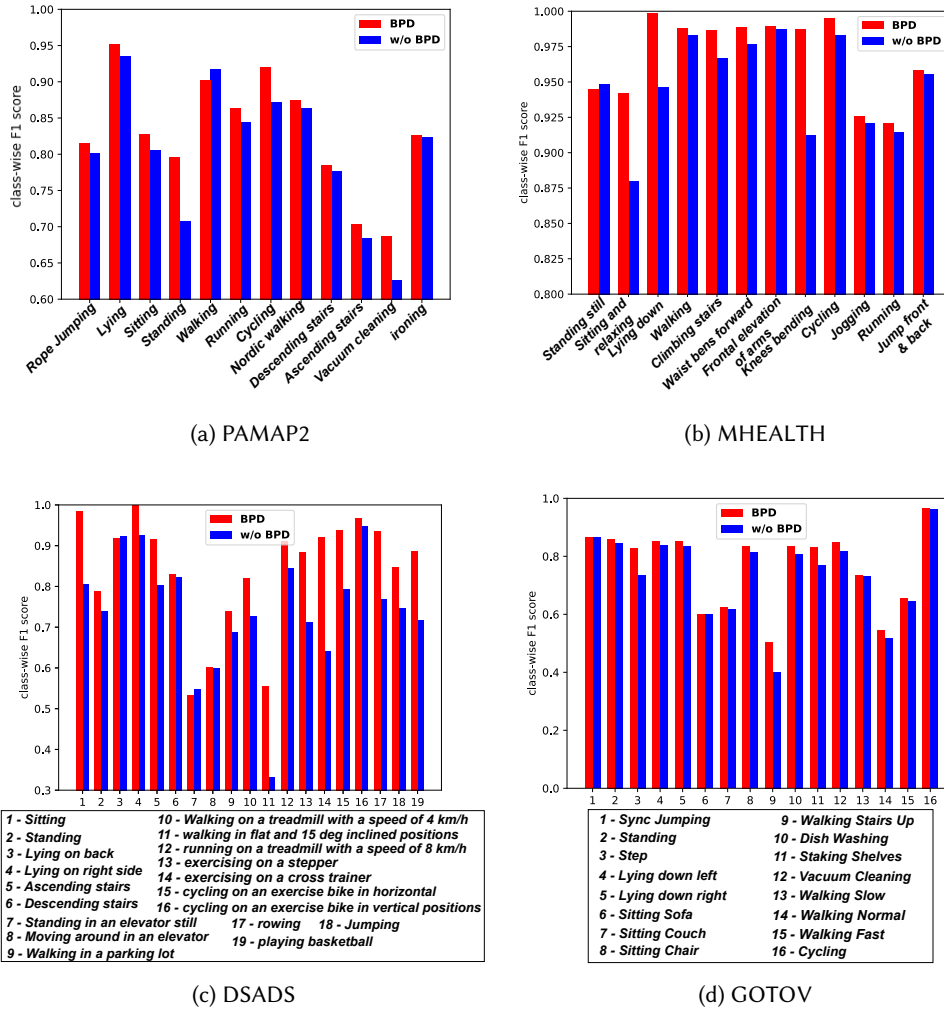 1.00
0.95
0.90
0.85
0.80
0.75
0.70
0.65
0.60
class-wise F1 score
BPD
w/o BPD
Rope Jumping
Lying
Sitting
Standing
Walking
Running
Cycling
Nordic walking
Descending stairs
Ascending stairs
Vacuum cleaning
ironing
(a) PAMAP2
1.000
0.975
0.950
0.925
0.900
0.875
0.850
0.825
0.800
class-wise F1 score
BPD
w/o BPD
Standing still
Sitting and
relaxing
Lying down
Walking
Climbing stairs
Waist bens forward
Frontal elevation
of arms
Knees bending
Cycling
Jogging
Running
Jump front
& back
(b) MHEALTH
1.0
0.9
0.8
0.7
0.6
0.5
0.4
0.3
class-wise F1 score
BPD
w/o BPD
1 2 3 4 5 6 7 8 9 10 11 12 13 14 15 16 17 18 19
1 - Sitting
2 - Standing
3 - Lying on back
4 - Lying on right side
5 - Ascending stairs
6 - Descending stairs
7 - Standing in an elevator still
8 - Moving around in an elevator
9 - Walking in a parking lot
10 - Walking on a treadmill with a speed of 4 km/h
11 - walking in flat and 15 deg inclined positions
12 - running on a treadmill with a speed of 8 km/h
13 - exercising on a stepper
14 - exercising on a cross trainer
15 - cycling on an exercise bike in horizontal
16 - cycling on an exercise bike in vertical positions
17 - rowing 18 - Jumping
19 - playing basketball
(c) DSADS
1.0
0.8
0.6
0.4
0.2
0.0
class-wise F1 score
BPD
w/o BPD
1 2 3 4 5 6 7 8 9 10 11 12 13 14 15 16
1 - Sync Jumping
2 - Standing
3 - Step
4 - Lying down left
5 - Lying down right
6 - Sitting Sofa
7 - Sitting Couch
8 - Sitting Chair
9 - Walking Stairs Up
10 - Dish Washing
11 - Staking Shelves
12 - Vacuum Cleaning
13 - Walking Slow
14 - Walking Normal
15 - Walking Fast
16 - Cycling
(d) GOTOV